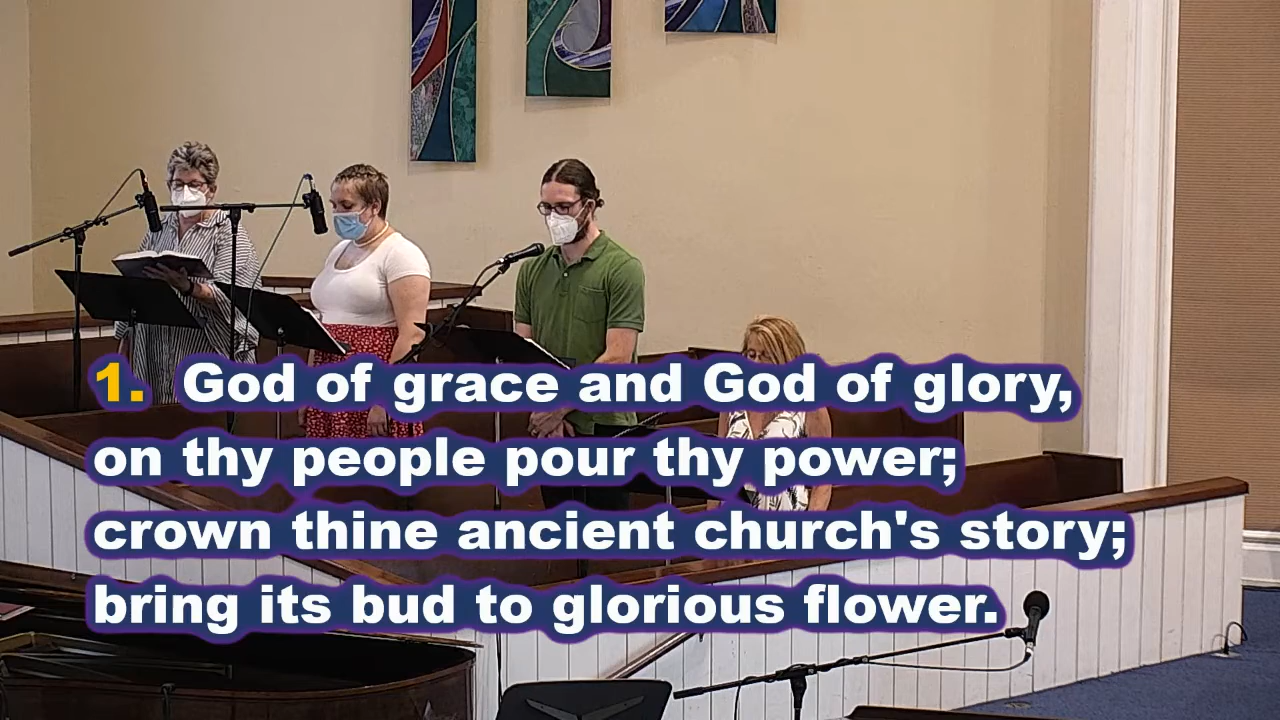 1. God of grace and God of glory,
on thy people pour thy power;
crown thine ancient church's story;
bring its bud to glorious flower.